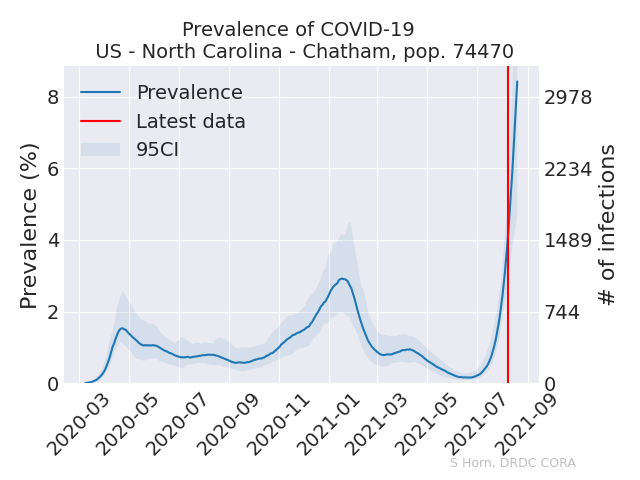 Prevalence of COVID-19
US - North Carolina - Chatham, pop. 74470
Prevalence
Latest data
95CI
Prevalence (%)
8
6
4
2
0
2978
2234
1489
744
0
# of infections
2020-03
2020-05
2020-07
2020-09
2020-11
2021-01
2021-03
2021-05
2021-07
2021-09
S Horn, DRDC CORA